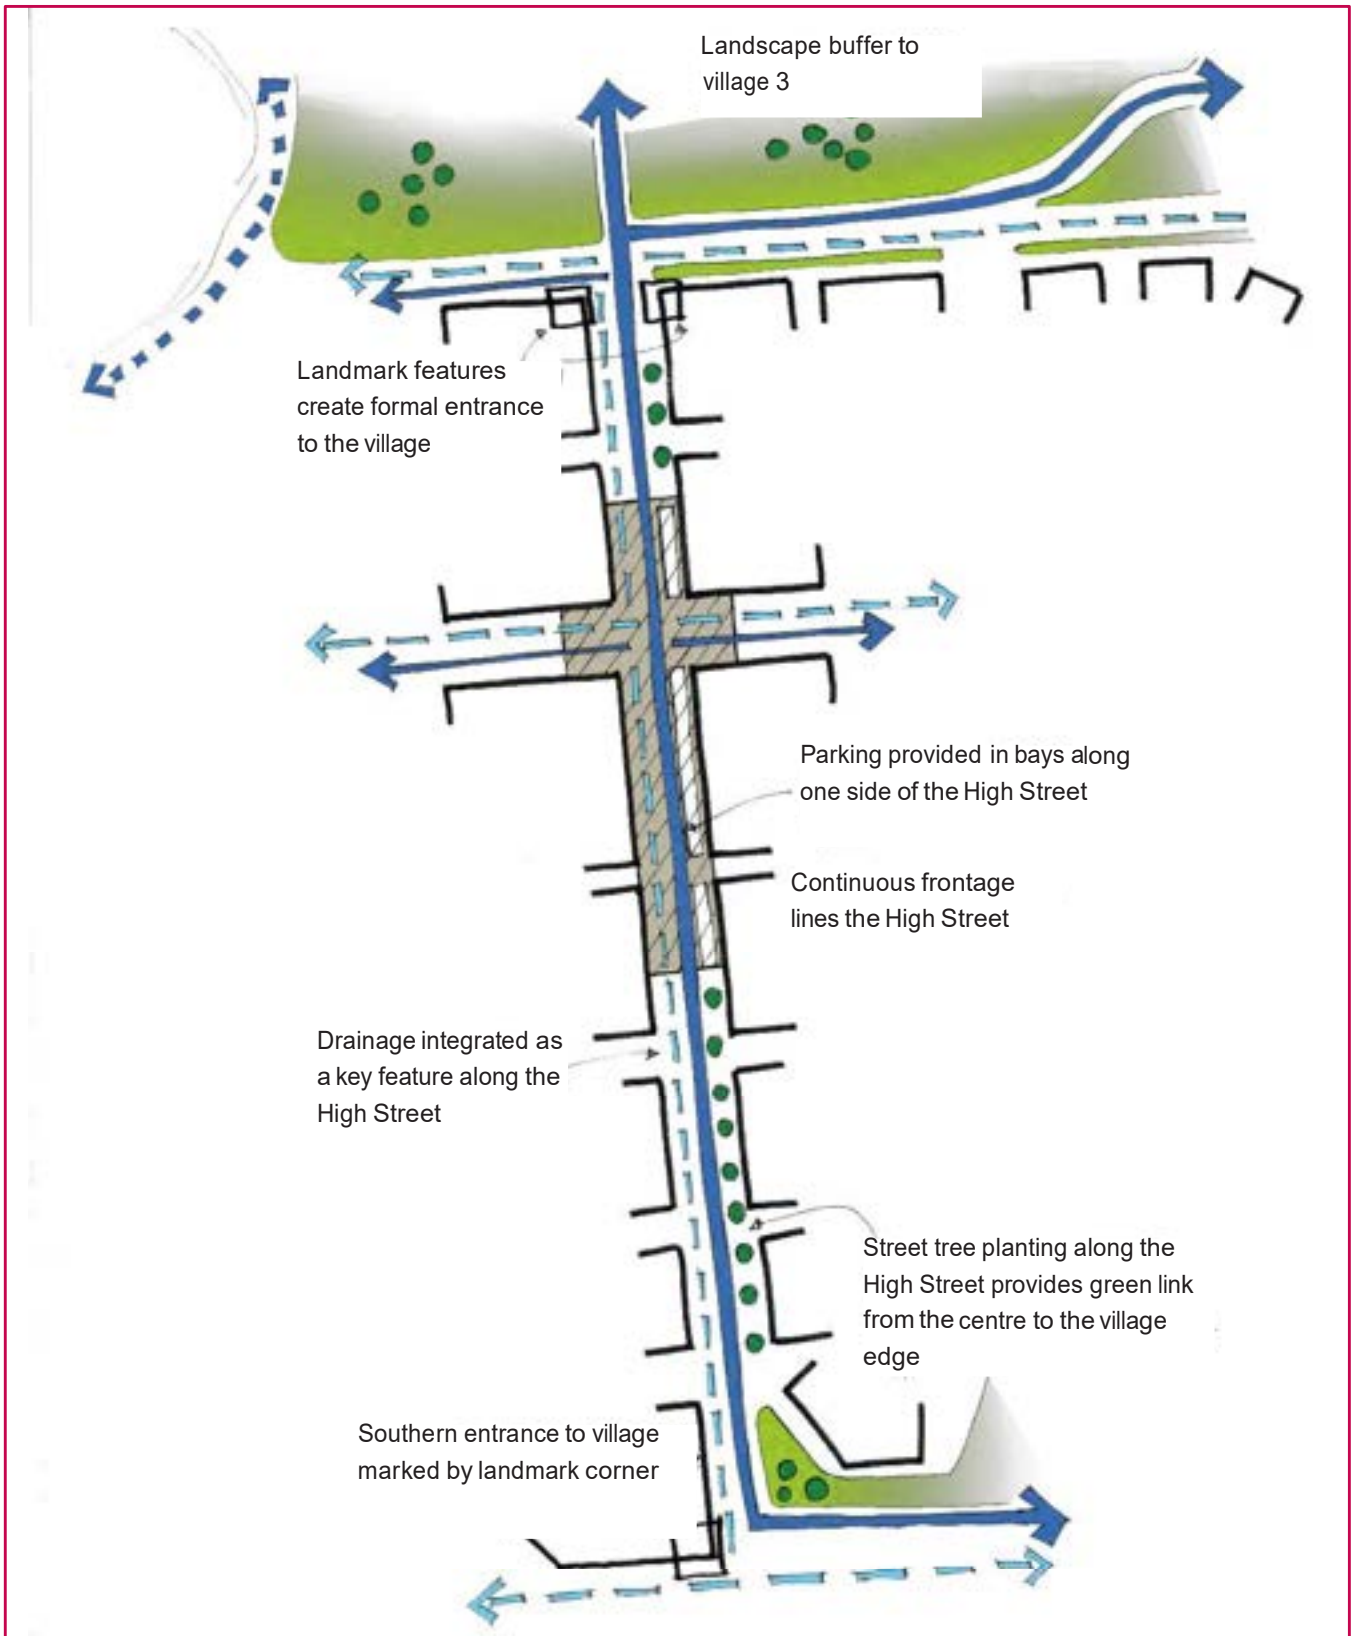 Landscape buffer to
village 3
Landmark features
create formal entrance
to the village
Parking provided in bays along
one side of the High Street
Continuous frontage
lines the High Street
Drainage integrated as
a key feature along the
High Street
Street tree planting along the
High Street provides green link
from the centre to the village
edge
Southern entrance to village
marked by landmark corner